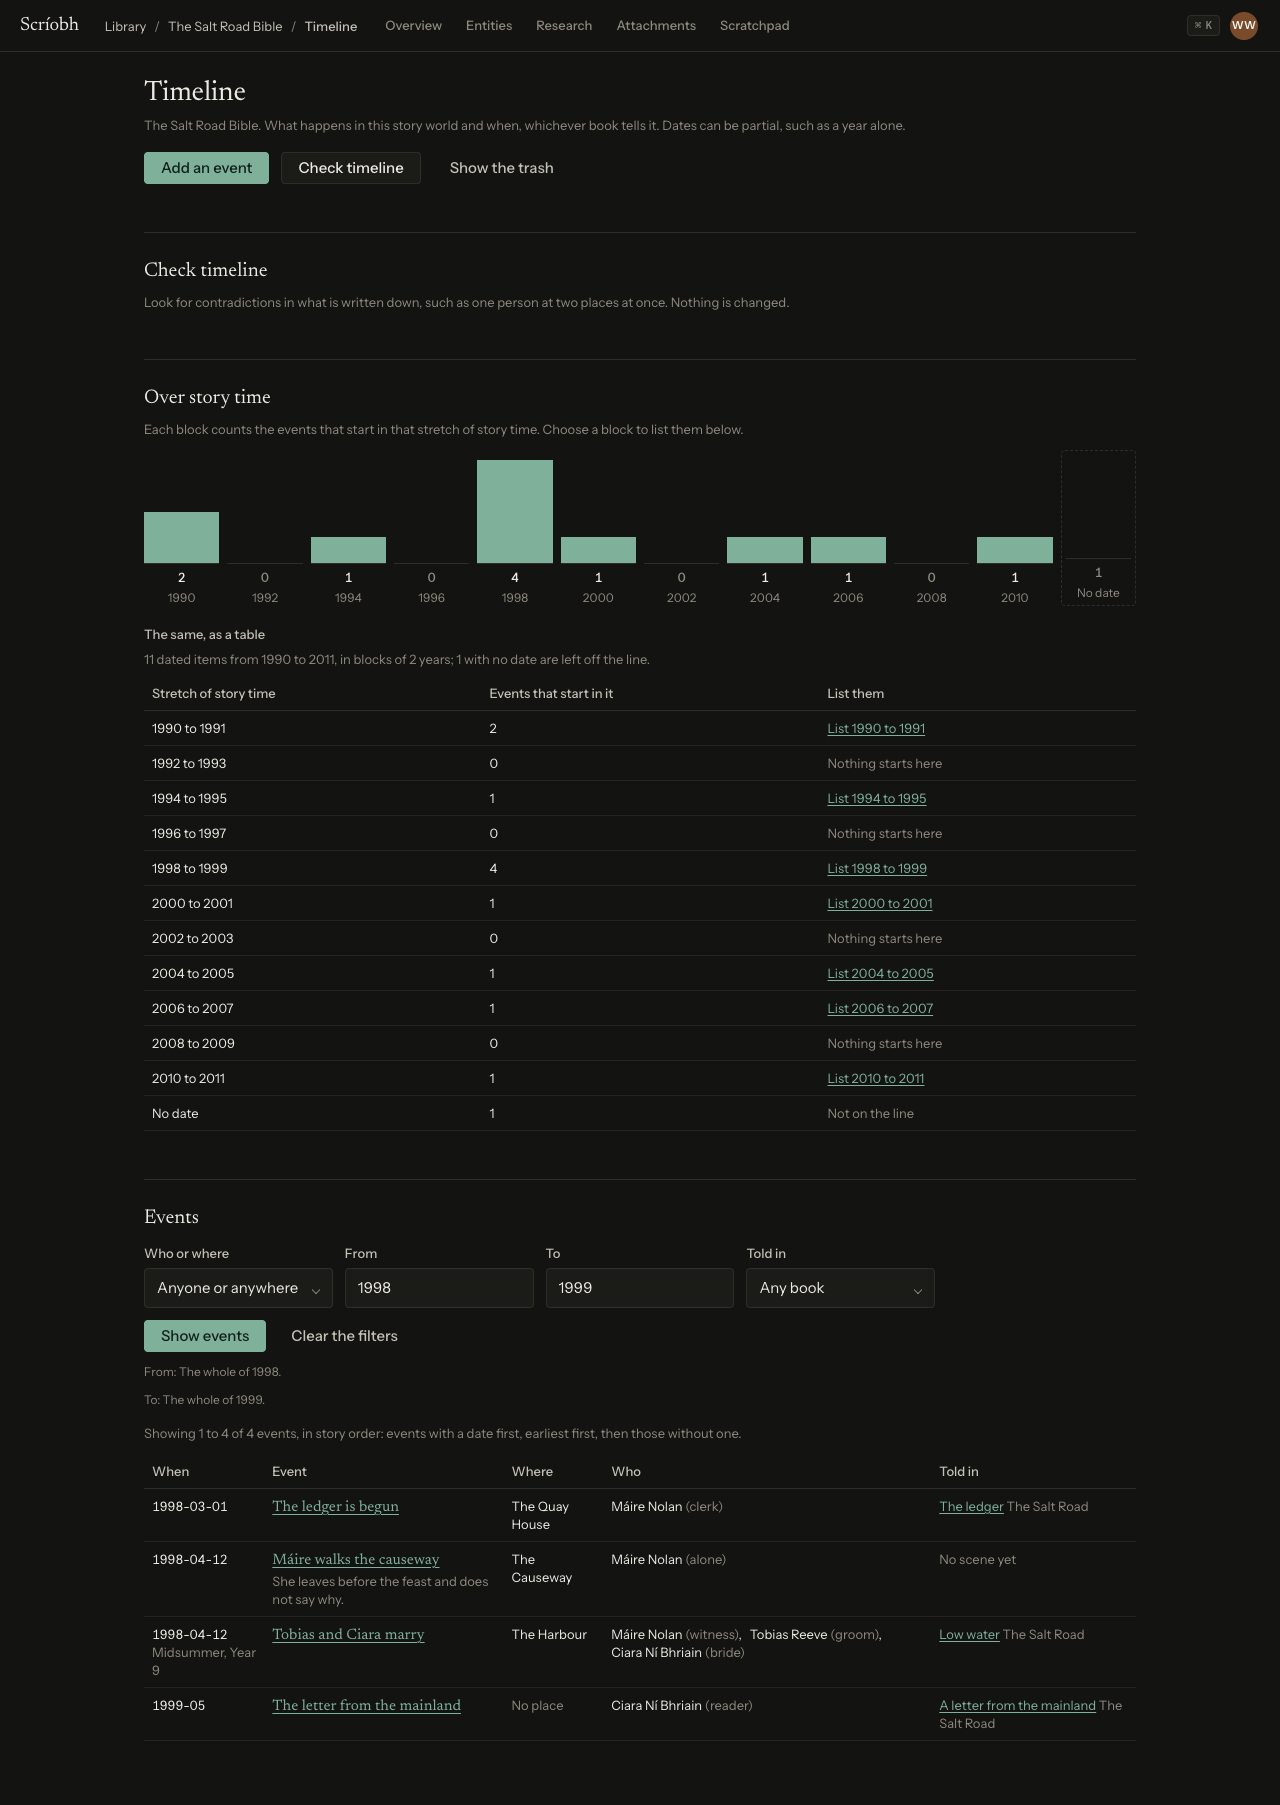 Scríobh Library / The Salt Road Bible / Timeline Overview Entities Research Attachments Scratchpad ⌘ K WW
Timeline
The Salt Road Bible. What happens in this story world and when, whichever book tells it. Dates can be partial, such as a year alone.
Add an event Check timeline Show the trash
Check timeline
Look for contradictions in what is written down, such as one person at two places at once. Nothing is changed.
Over story time
Each block counts the events that start in that stretch of story time. Choose a block to list them below.
2 0 1 0 4 1 0 1 1 0 1 1
1990 1992 1994 1996 1998 2000 2002 2004 2006 2008 2010 No date
The same, as a table
11 dated items from 1990 to 2011, in blocks of 2 years; 1 with no date are left off the line.
Stretch of story time Events that start in it List them
1990 to 1991 2 List 1990 to 1991
1992 to 1993 0 Nothing starts here
1994 to 1995 1 List 1994 to 1995
1996 to 1997 0 Nothing starts here
1998 to 1999 4 List 1998 to 1999
2000 to 2001 1 List 2000 to 2001
2002 to 2003 0 Nothing starts here
2004 to 2005 1 List 2004 to 2005
2006 to 2007 1 List 2006 to 2007
2008 to 2009 0 Nothing starts here
2010 to 2011 1 List 2010 to 2011
No date 1 Not on the line
Events
Who or where From To Told in
Anyone or anywhere 1998 1999 Any book
Show events Clear the filters
From: The whole of 1998.
To: The whole of 1999.
Showing 1 to 4 of 4 events, in story order: events with a date first, earliest first, then those without one.
When Event Where Who Told in
1998-03-01 The ledger is begun The Quay Máire Nolan (clerk) The ledger The Salt Road
House
1998-04-12 Máire walks the causeway The Máire Nolan (alone) No scene yet
Causeway
She leaves before the feast and does
not say why.
1998-04-12 Tobias and Ciara marry The Harbour Máire Nolan (witness), Tobias Reeve (groom), Low water The Salt Road
Midsummer, Year Ciara Ní Bhriain (bride)
9
1999-05 The letter from the mainland No place Ciara Ní Bhriain (reader) A letter from the mainland The
Salt Road